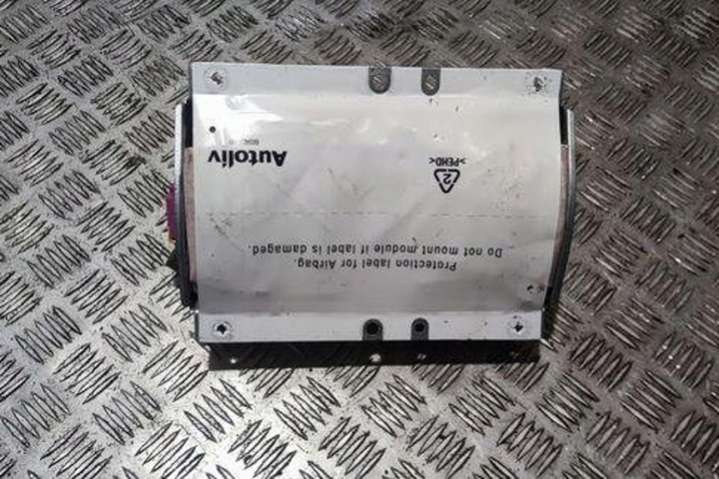 Protection label for Airbag.
Do not mount module if label is damaged.
2
>PEHD<
Autoliv